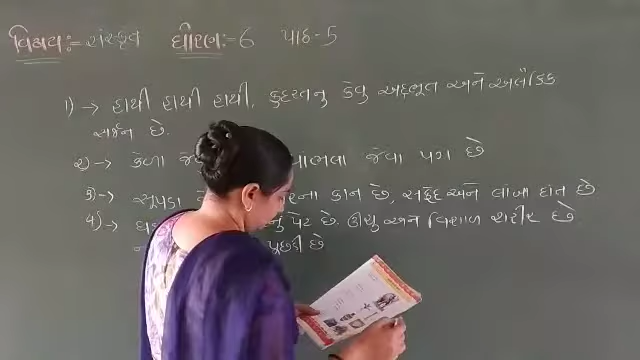 વિષય:= સંસ્કૃત ધોરણ:-6 પાઠ-5
1) → હાથી હાથી હાથી, કુદરતનુ કેવુ અદ્દભૂત અને અલૌકિક
સર્જન છે.
2) → કેળા જેવા જેવા પગ છે
3) → સૂપડા કાન છે, સફેદ અને લાંબા દાંત છે
4) → પેટ છે. ઊંચુ અને વિશાળ શરીર છે
પૂછડી છે